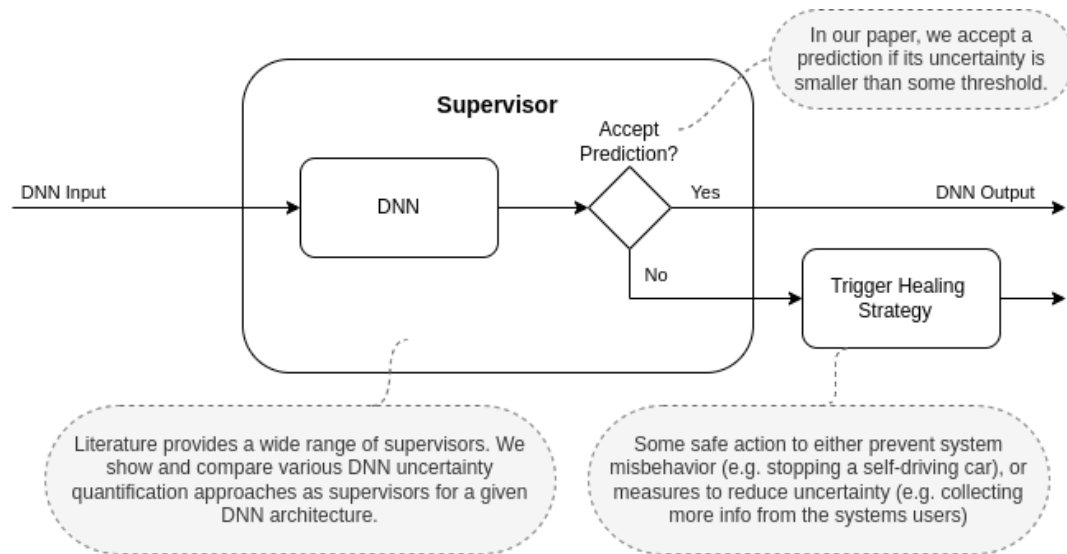 In our paper, we accept a
prediction if its uncertainty is
smaller than some threshold.
Supervisor
Accept
Prediction?
DNN Input
DNN
Yes
DNN Output
No
Trigger Healing
Strategy
Literature provides a wide range of supervisors. We
show and compare various DNN uncertainty
quantification approaches as supervisors for a given
DNN architecture.
Some safe action to either prevent system
misbehavior (e.g. stopping a self-driving car), or
measures to reduce uncertainty (e.g. collecting
more info from the systems users)